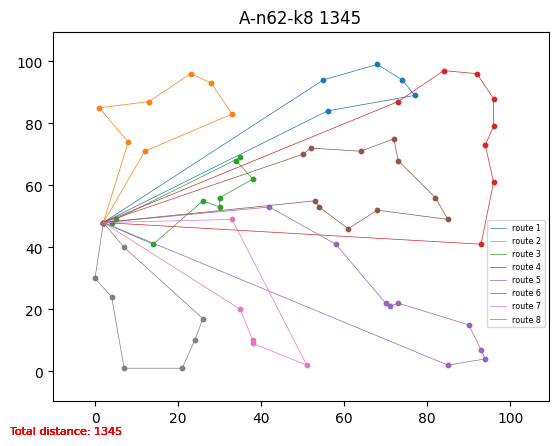 A-n62-k8 1345
100
80
60
40
20
0
route 1
route 2
route 3
route 4
route 5
route 6
route 7
route 8
0 20 40 60 80 100
Total distance: 1345